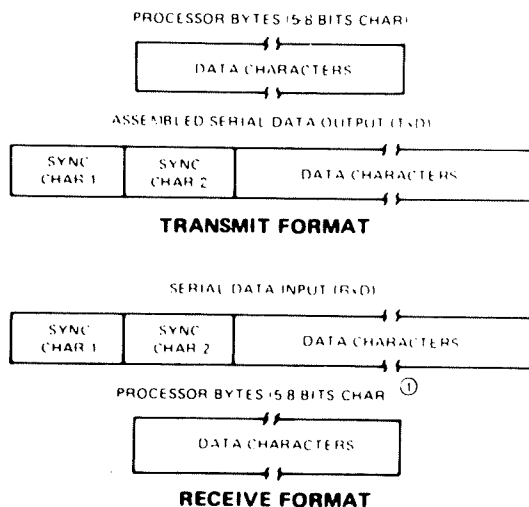 PROCESSOR BYTES (5-8 BITS CHAR)
DATA CHARACTERS
ASSEMBLED SERIAL DATA OUTPUT (TxD)
SYNC CHAR 1
SYNC CHAR 2
DATA CHARACTERS
TRANSMIT FORMAT
SERIAL DATA INPUT (RxD)
SYNC CHAR 1
SYNC CHAR 2
DATA CHARACTERS
PROCESSOR BYTES (5-8 BITS CHAR ①
DATA CHARACTERS
RECEIVE FORMAT